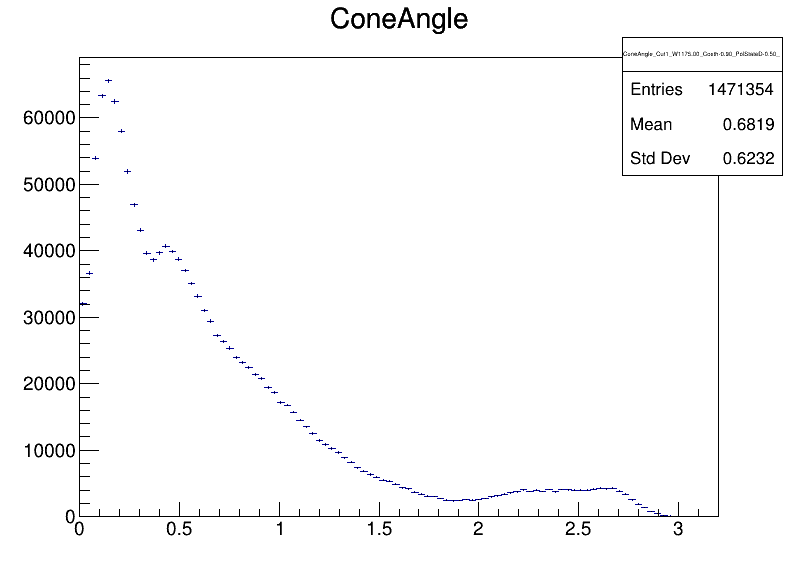 ConeAngle
ConeAngle_Cut1_W1175.00_Costh-0.90_PolStateD-0.50_
Entries 1471354
Mean 0.6819
Std Dev 0.6232
60000
50000
40000
30000
20000
10000
0
0 0.5 1 1.5 2 2.5 3